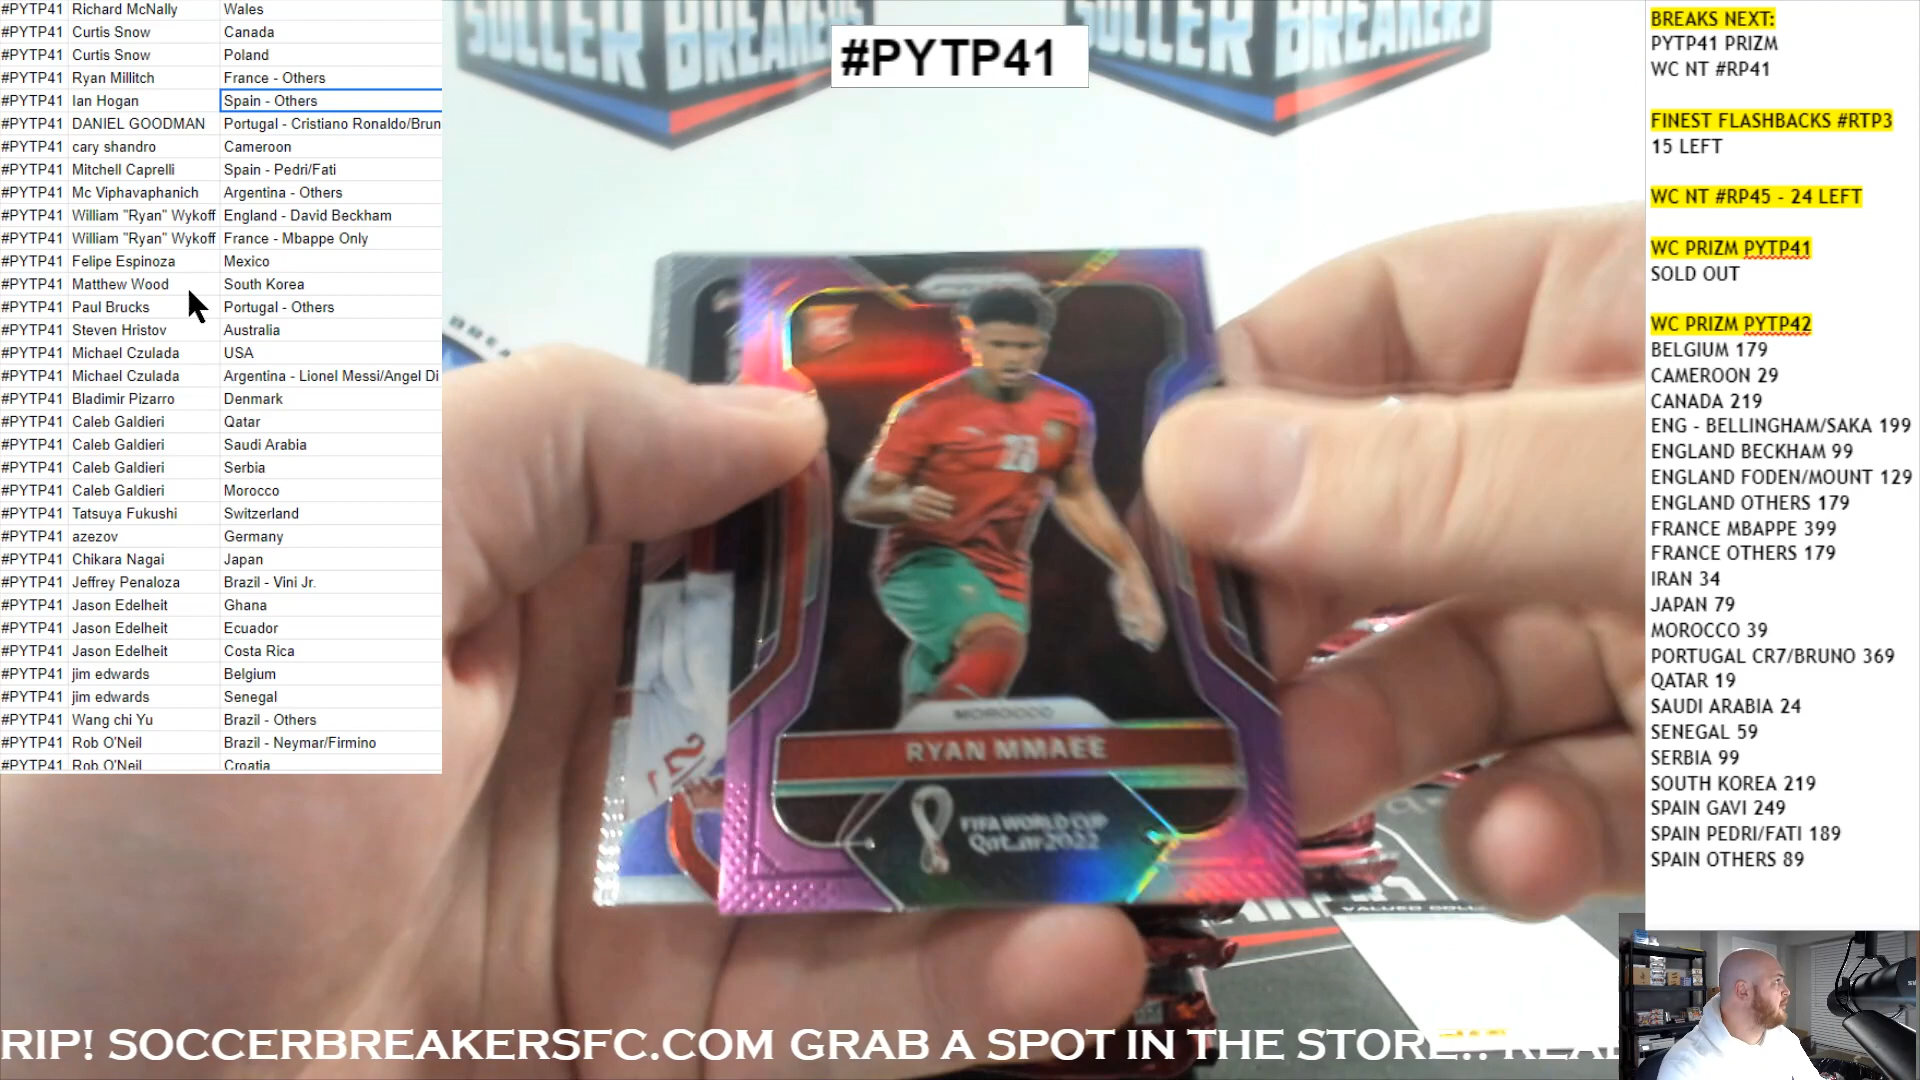 #PYTP41 Richard McNally Wales
#PYTP41 Curtis Snow Canada
#PYTP41 Curtis Snow Poland
#PYTP41 Ryan Millitch France - Others
#PYTP41 Ian Hogan Spain - Others
#PYTP41 DANIEL GOODMAN Portugal - Cristiano Ronaldo/Brun
#PYTP41 cary shandro Cameroon
#PYTP41 Mitchell Caprelli Spain - Pedri/Fati
#PYTP41 Mc Viphavaphanich Argentina - Others
#PYTP41 William "Ryan" Wykoff England - David Beckham
#PYTP41 William "Ryan" Wykoff France - Mbappe Only
#PYTP41 Felipe Espinoza Mexico
#PYTP41 Matthew Wood South Korea
#PYTP41 Paul Brucks Portugal - Others
#PYTP41 Steven Hristov Australia
#PYTP41 Michael Czulada USA
#PYTP41 Michael Czulada Argentina - Lionel Messi/Angel Di
#PYTP41 Bladimir Pizarro Denmark
#PYTP41 Caleb Galdieri Qatar
#PYTP41 Caleb Galdieri Saudi Arabia
#PYTP41 Caleb Galdieri Serbia
#PYTP41 Caleb Galdieri Morocco
#PYTP41 Tatsuya Fukushi Switzerland
#PYTP41 azezov Germany
#PYTP41 Chikara Nagai Japan
#PYTP41 Jeffrey Penaloza Brazil - Vini Jr.
#PYTP41 Jason Edelheit Ghana
#PYTP41 Jason Edelheit Ecuador
#PYTP41 Jason Edelheit Costa Rica
#PYTP41 jim edwards Belgium
#PYTP41 jim edwards Senegal
#PYTP41 Wang chi Yu Brazil - Others
#PYTP41 Rob O'Neil Brazil - Neymar/Firmino
#PYTP41 Rob O'Neil Croatia
SOCCER BREAKERS
SOCCER BREAKERS
#PYTP41
RC
23
MOROCCO
RYAN MMAEE
FIFA WORLD CUP
Qatar2022
BREAKS NEXT:
PYTP41 PRIZM
WC NT #RP41
FINEST FLASHBACKS #RTP3
15 LEFT
WC NT #RP45 - 24 LEFT
WC PRIZM PYTP41
SOLD OUT
WC PRIZM PYTP42
BELGIUM 179
CAMEROON 29
CANADA 219
ENG - BELLINGHAM/SAKA 199
ENGLAND BECKHAM 99
ENGLAND FODEN/MOUNT 129
ENGLAND OTHERS 179
FRANCE MBAPPE 399
FRANCE OTHERS 179
IRAN 34
JAPAN 79
MOROCCO 39
PORTUGAL CR7/BRUNO 369
QATAR 19
SAUDI ARABIA 24
SENEGAL 59
SERBIA 99
SOUTH KOREA 219
SPAIN GAVI 249
SPAIN PEDRI/FATI 189
SPAIN OTHERS 89
RIP! SOCCERBREAKERSFC.COM GRAB A SPOT IN THE STORE!!